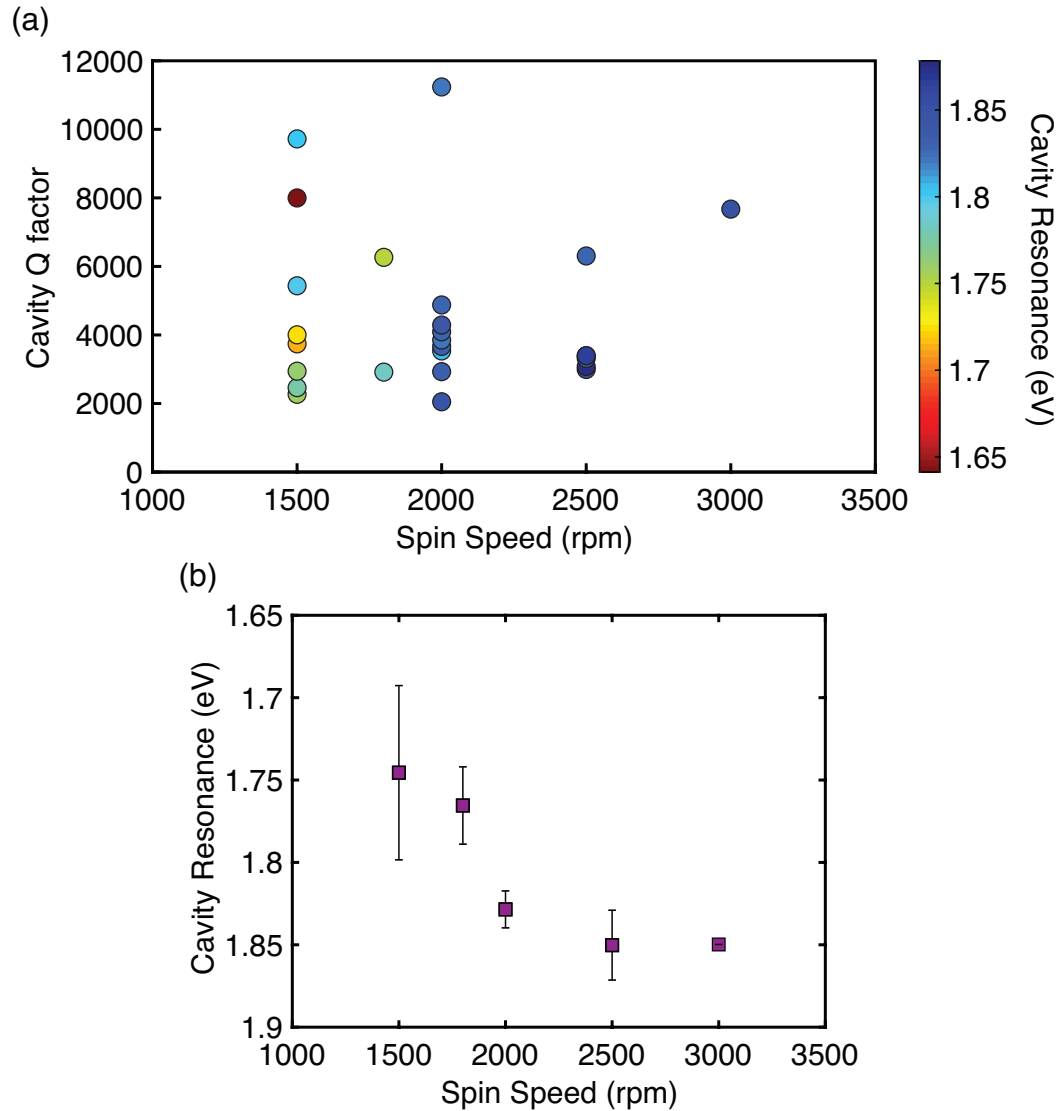 (a)
12000
10000
8000
6000
4000
2000
0
Cavity Q factor
1000 1500 2000 2500 3000 3500
Spin Speed (rpm)
1.85
1.8
1.75
1.7
1.65
Cavity Resonance (eV)
(b)
1.65
1.7
1.75
1.8
1.85
1.9
Cavity Resonance (eV)
1000 1500 2000 2500 3000 3500
Spin Speed (rpm)